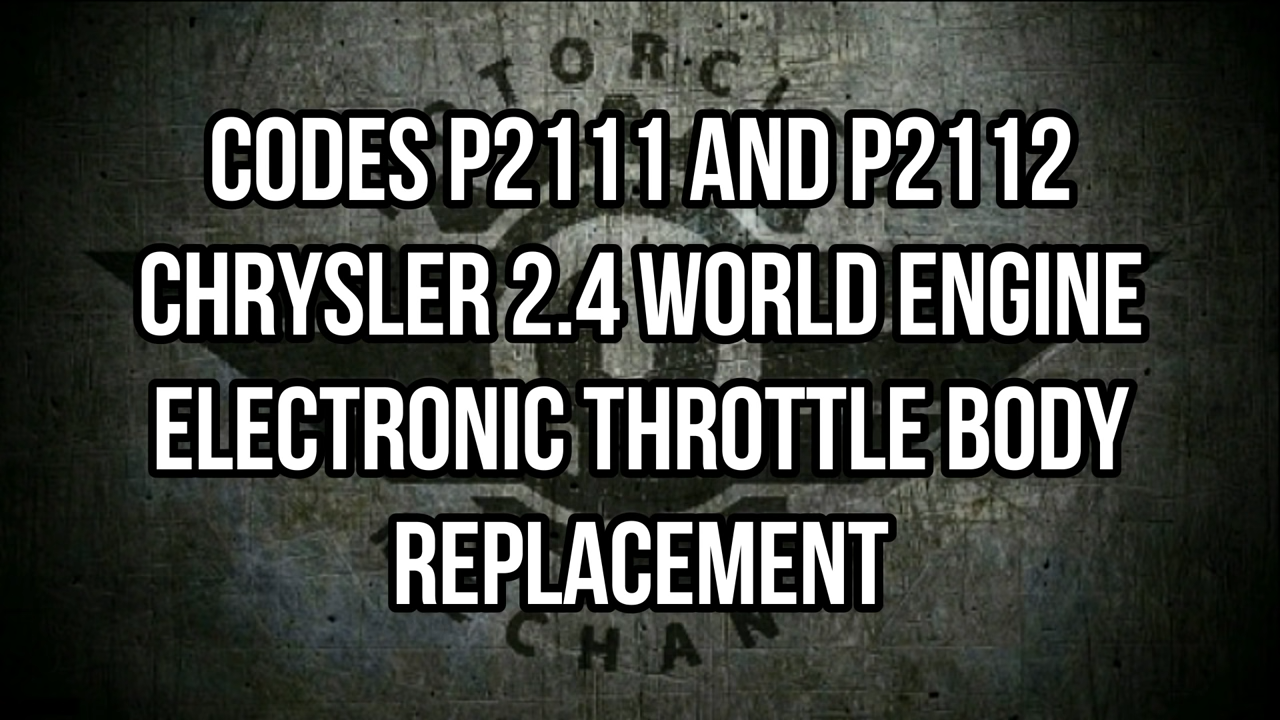 CODES P2111 AND P2112
CHRYSLER 2.4 WORLD ENGINE
ELECTRONIC THROTTLE BODY
REPLACEMENT